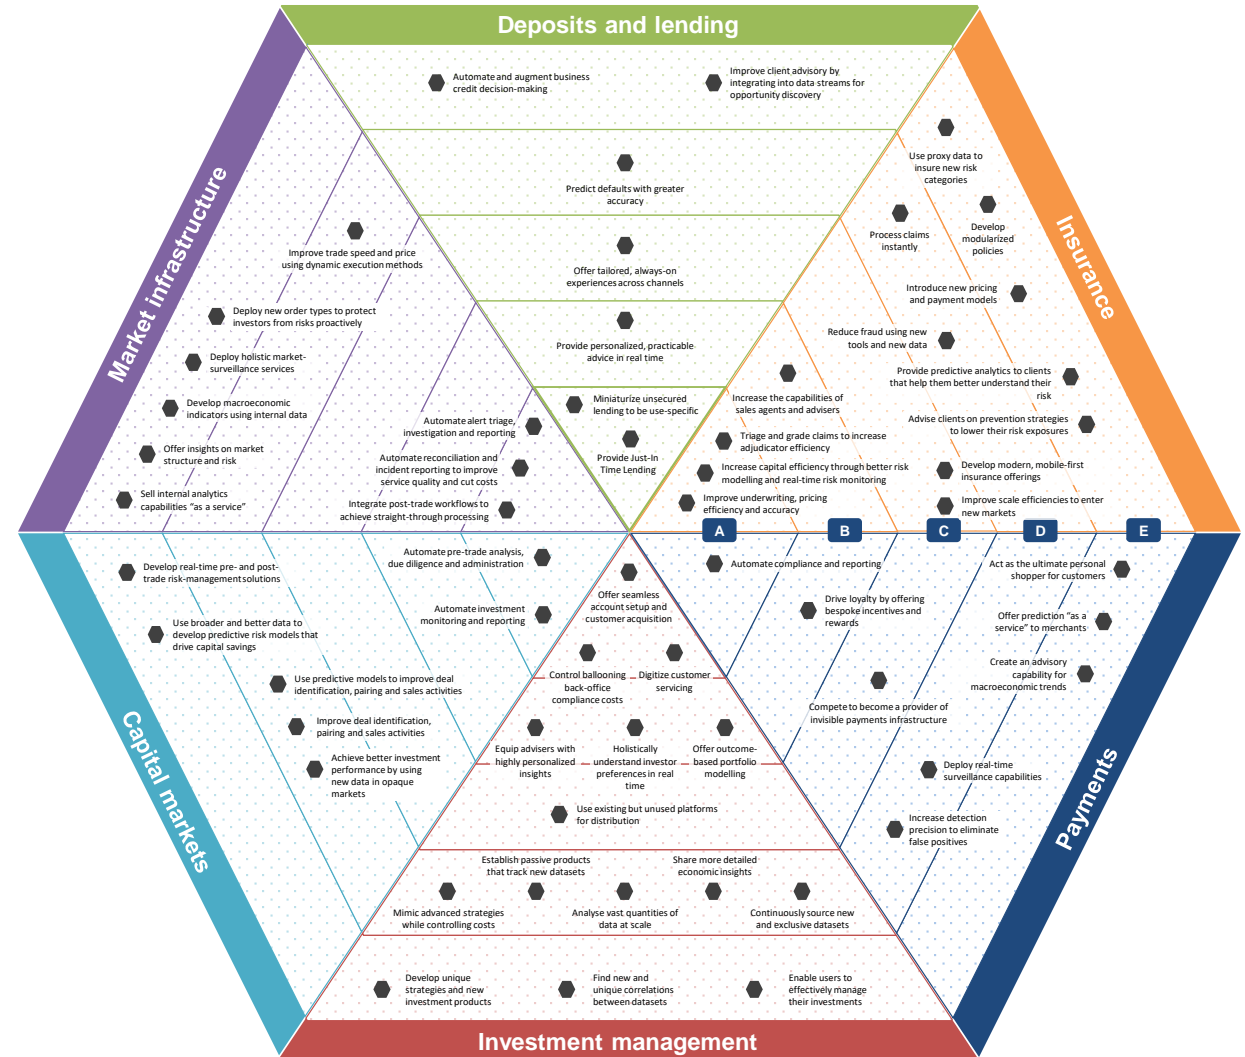 Deposits and lending
Automate and augment business
credit decision-making
Improve client advisory by
integrating into data streams for
opportunity discovery
Predict defaults with greater
accuracy
Offer tailored, always-on
experiences across channels
Provide personalized, practicable
advice in real time
Miniaturize unsecured
lending to be use-specific
Provide Just-In
Time Lending
Insurance
Use proxy data to
insure new risk
categories
Process claims
instantly
Develop
modularized
policies
Introduce new pricing
and payment models
Reduce fraud using new
tools and new data
Provide predictive analytics to clients
that help them better understand their
risk
Increase the capabilities of
sales agents and advisers
Advise clients on prevention strategies
to lower their risk exposures
Triage and grade claims to increase
adjudicator efficiency
Increase capital efficiency through better risk
modelling and real-time risk monitoring
Develop modern, mobile-first
insurance offerings
Improve underwriting, pricing
efficiency and accuracy
Improve scale efficiencies to enter
new markets
Market infrastructure
Improve trade speed and price
using dynamic execution methods
Deploy new order types to protect
investors from risks proactively
Deploy holistic market-
surveillance services
Develop macroeconomic
indicators using internal data
Offer insights on market
structure and risk
Sell internal analytics
capabilities "as a service"
Automate alert triage,
investigation and reporting
Automate reconciliation and
incident reporting to improve
service quality and cut costs
Integrate post-trade workflows to
achieve straight-through processing
A
B
C
D
E
Capital markets
Automate pre-trade analysis,
due diligence and administration
Develop real-time pre- and post-
trade risk-management solutions
Automate investment
monitoring and reporting
Use broader and better data to
develop predictive risk models that
drive capital savings
Use predictive models to improve deal
identification, pairing and sales activities
Improve deal identification,
pairing and sales activities
Achieve better investment
performance by using
new data in opaque
markets
Payments
Automate compliance and reporting
Act as the ultimate personal
shopper for customers
Drive loyalty by offering
bespoke incentives and
rewards
Offer prediction "as a
service" to merchants
Create an advisory
capability for
macroeconomic trends
Compete to become a provider of
invisible payments infrastructure
Deploy real-time
surveillance capabilities
Increase detection
precision to eliminate
false positives
Offer seamless
account setup and
customer acquisition
Control ballooning
back-office
compliance costs
Digitize customer
servicing
Equip advisers with
highly personalized
insights
Holistically
understand investor
preferences in real
time
Offer outcome-
based portfolio
modelling
Use existing but unused platforms
for distribution
Establish passive products
that track new datasets
Share more detailed
economic insights
Mimic advanced strategies
while controlling costs
Analyse vast quantities of
data at scale
Continuously source new
and exclusive datasets
Develop unique
strategies and new
investment products
Find new and
unique correlations
between datasets
Enable users to
effectively manage
their investments
Investment management